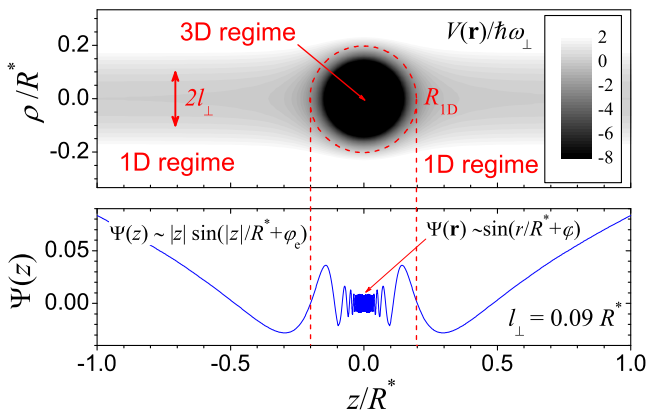 3D regime
V(r)/ħω⊥
2
0
-2
-4
-6
-8
0.2
0.0
-0.2
ρ/R*
2l⊥
R1D
1D regime
1D regime
Ψ(z) ~ |z| sin(|z|/R*+φe)
Ψ(r) ~sin(r/R*+φ)
0.05
0.00
Ψ(z)
l⊥ = 0.09 R*
-1.0 -0.5 0.0 0.5 1.0
z/R*